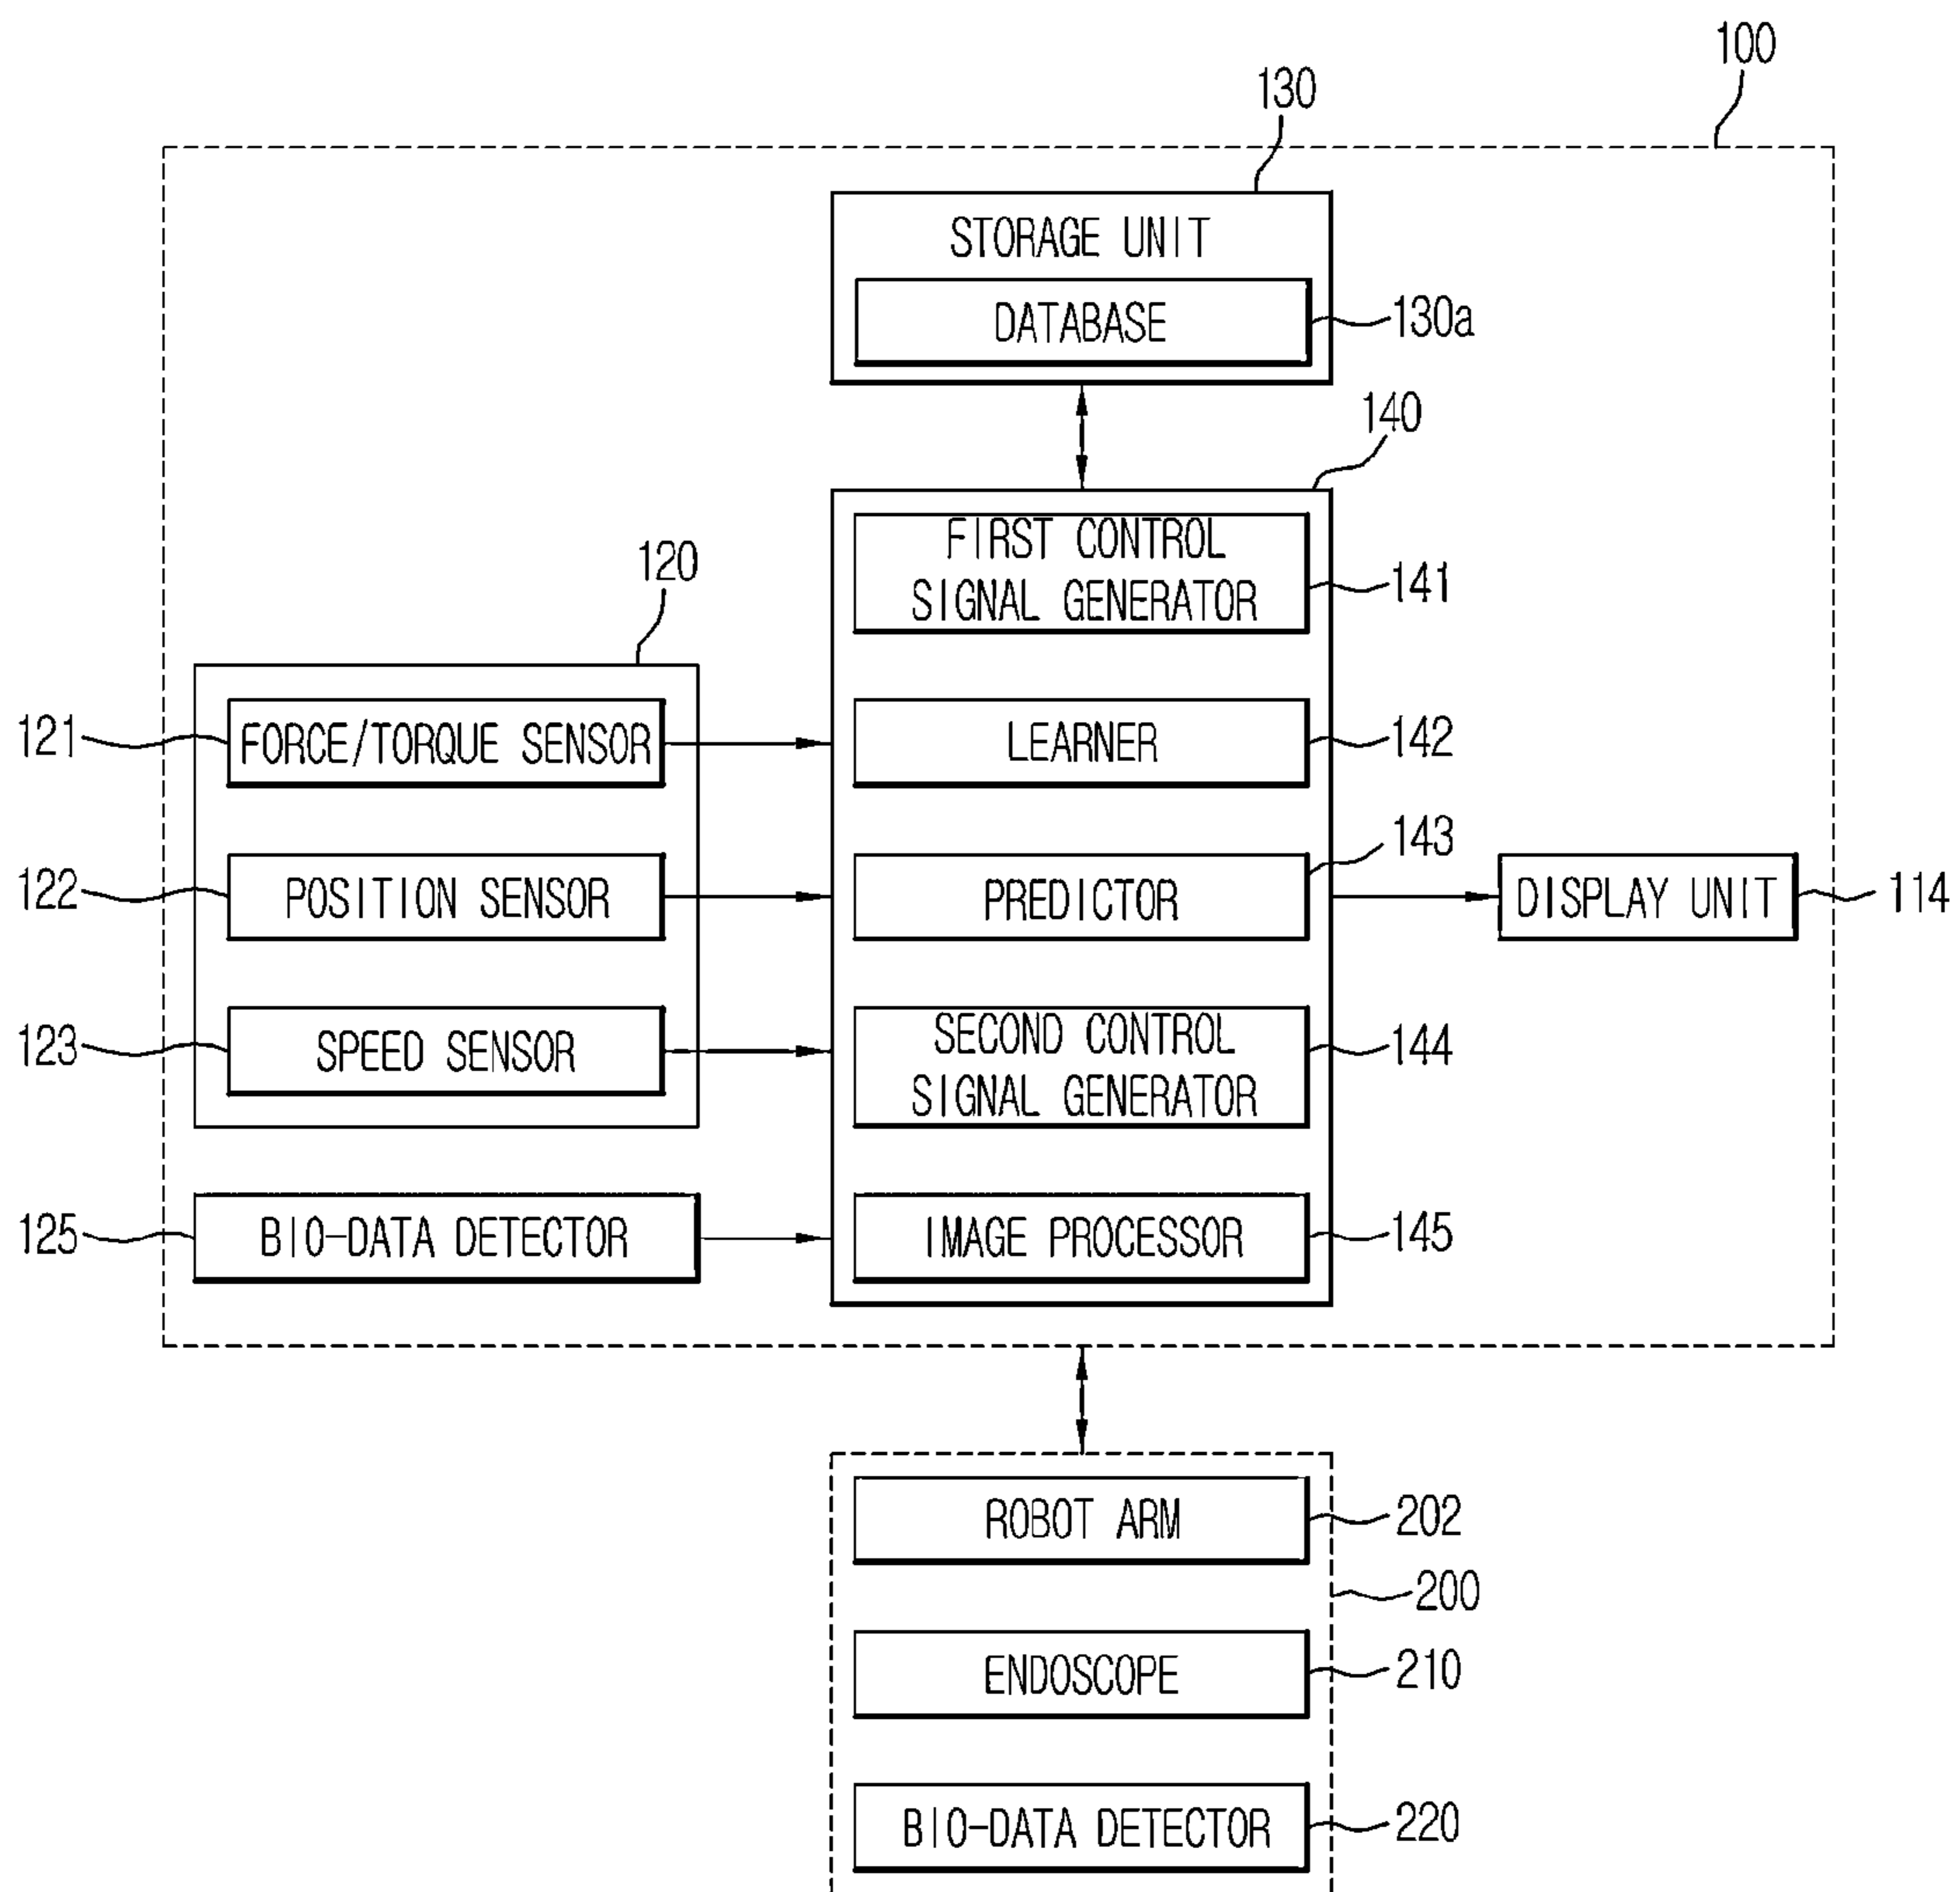 100
130
STORAGE UNIT
DATABASE
130a
140
FIRST CONTROL
SIGNAL GENERATOR
141
120
121
FORCE/TORQUE SENSOR
LEARNER
142
143
122
POSITION SENSOR
PREDICTOR
DISPLAY UNIT
114
123
SPEED SENSOR
SECOND CONTROL
SIGNAL GENERATOR
144
125
BIO-DATA DETECTOR
IMAGE PROCESSOR
145
ROBOT ARM
202
200
ENDOSCOPE
210
BIO-DATA DETECTOR
220